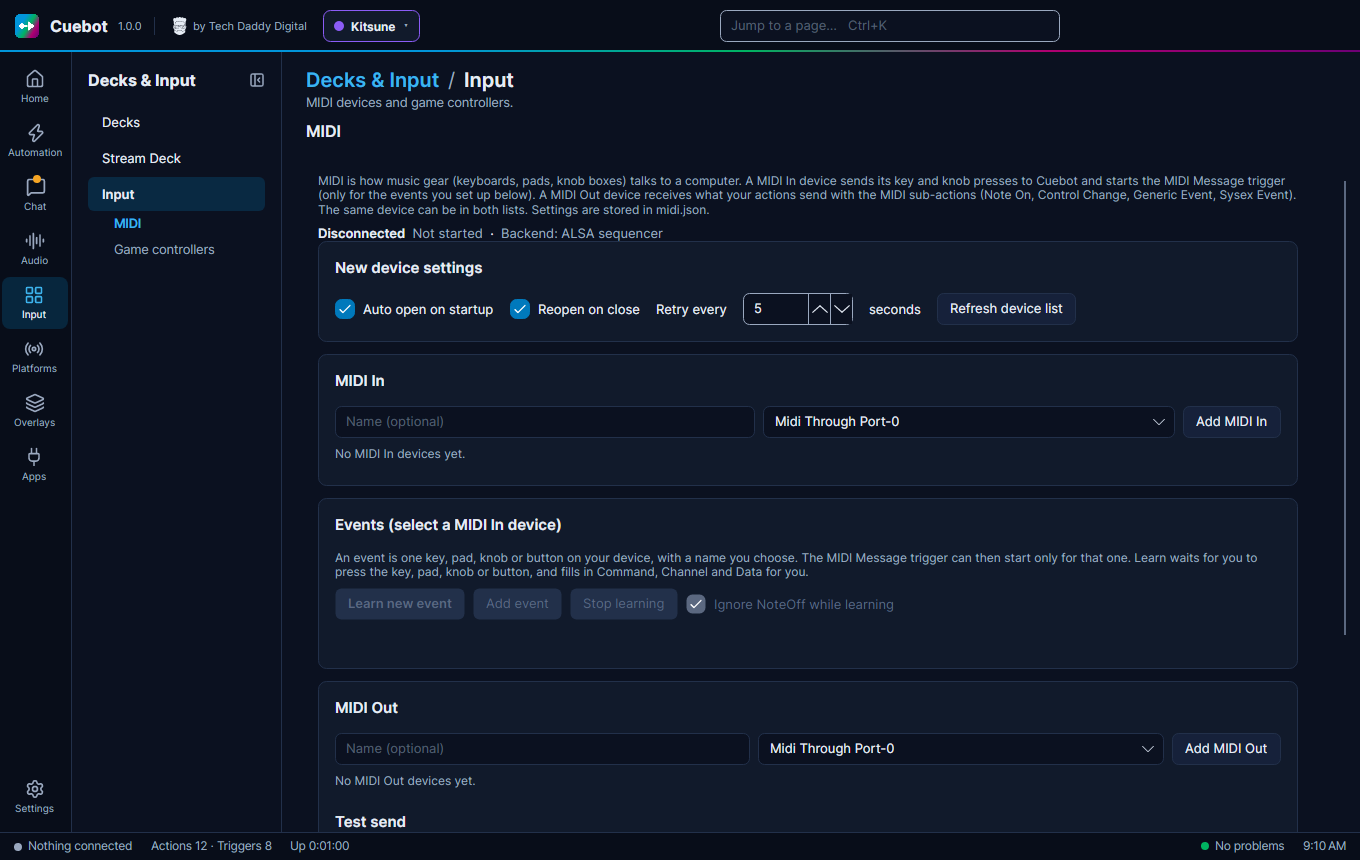 Cuebot 1.0.0 by Tech Daddy Digital Kitsune Jump to a page... Ctrl+K
Home
Automation
Chat
Audio
Input
Platforms
Overlays
Apps
Settings
Decks & Input
Decks
Stream Deck
Input
MIDI
Game controllers
Decks & Input / Input
MIDI devices and game controllers.
MIDI
MIDI is how music gear (keyboards, pads, knob boxes) talks to a computer. A MIDI In device sends its key and knob presses to Cuebot and starts the MIDI Message trigger
(only for the events you set up below). A MIDI Out device receives what your actions send with the MIDI sub-actions (Note On, Control Change, Generic Event, Sysex Event).
The same device can be in both lists. Settings are stored in midi.json.
Disconnected Not started · Backend: ALSA sequencer
New device settings
Auto open on startup Reopen on close Retry every 5 seconds Refresh device list
MIDI In
Name (optional) Midi Through Port-0 Add MIDI In
No MIDI In devices yet.
Events (select a MIDI In device)
An event is one key, pad, knob or button on your device, with a name you choose. The MIDI Message trigger can then start only for that one. Learn waits for you to
press the key, pad, knob or button, and fills in Command, Channel and Data for you.
Learn new event Add event Stop learning Ignore NoteOff while learning
MIDI Out
Name (optional) Midi Through Port-0 Add MIDI Out
No MIDI Out devices yet.
Test send
Nothing connected Actions 12 · Triggers 8 Up 0:01:00 No problems 9:10 AM